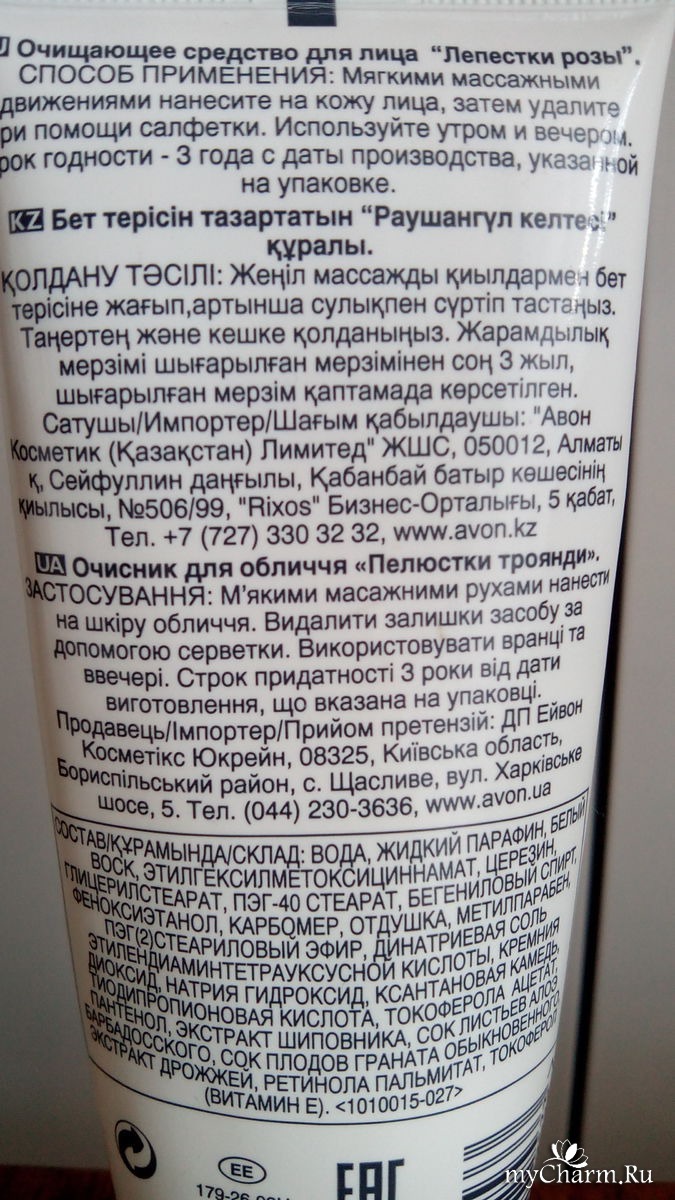 Очищающее средство для лица "Лепестки розы".
СПОСОБ ПРИМЕНЕНИЯ: Мягкими массажными
движениями нанесите на кожу лица, затем удалите
ри помощи салфетки. Используйте утром и вечером.
рок годности - 3 года с даты производства, указанной
на упаковке.
KZ Бет терісін тазартатын "Раушангүл келтесі"
құралы.
ҚОЛДАНУ ТӘСІЛІ: Жеңіл массажды қиылдармен бет
терісіне жағып,артынша сулықпен сүртіп тастаңыз.
Таңертең және кешке қолданыңыз. Жарамдылық
мерзімі шығарылған мерзімінен соң 3 жыл,
шығарылған мерзім қаптамада көрсетілген.
Сатушы/Импортер/Шағым қабылдаушы: "Авон
Косметик (Қазақстан) Лимитед" ЖШС, 050012, Алматы
қ, Сейфуллин даңғылы, Қабанбай батыр көшесінің
қиылысы, №506/99, "Rixos" Бизнес-Орталығы, 5 қабат,
Тел. +7 (727) 330 32 32, www.avon.kz
UA Очисник для обличчя «Пелюстки троянди».
ЗАСТОСУВАННЯ: М'якими масажними рухами нанести
на шкіру обличчя. Видалити залишки засобу за
допомогою серветки. Використовувати вранці та
ввечері. Строк придатності 3 роки від дати
виготовлення, що вказана на упаковці.
Продавець/Імпортер/Прийом претензій: ДП Ейвон
Косметікс Юкрейн, 08325, Київська область,
Бориспільський район, с. Щасливе, вул. Харківське
шосе, 5. Тел. (044) 230-3636, www.avon.ua
СОСТАВ/ҚҰРАМЫНДА/СКЛАД: ВОДА, ЖИДКИЙ ПАРАФИН, БЕЛЫЙ
ВОСК, ЭТИЛГЕКСИЛМЕТОКСИЦИННАМАТ, ЦЕРЕЗИН,
ГЛИЦЕРИЛСТЕАРАТ, ПЭГ-40 СТЕАРАТ, БЕГЕНИЛОВЫЙ СПИРТ,
ФЕНОКСИЭТАНОЛ, КАРБОМЕР, ОТДУШКА, МЕТИЛПАРАБЕН,
ПЭГ(2)СТЕАРИЛОВЫЙ ЭФИР, ДИНАТРИЕВАЯ СОЛЬ
ЭТИЛЕНДИАМИНТЕТРАУКСУСНОЙ КИСЛОТЫ, КРЕМНИЯ
ДИОКСИД, НАТРИЯ ГИДРОКСИД, КСАНТАНОВАЯ КАМЕДЬ,
ТИОДИПРОПИОНОВАЯ КИСЛОТА, ТОКОФЕРОЛА АЦЕТАТ,
ПАНТЕНОЛ, ЭКСТРАКТ ШИПОВНИКА, СОК ЛИСТЬЕВ АЛОЭ
БАРБАДОССКОГО, СОК ПЛОДОВ ГРАНАТА ОБЫКНОВЕННОГО,
ЭКСТРАКТ ДРОЖЖЕЙ, РЕТИНОЛА ПАЛЬМИТАТ, ТОКОФЕРОЛ
(ВИТАМИН Е). <1010015-027>
EE
EAC
myCharm.Ru